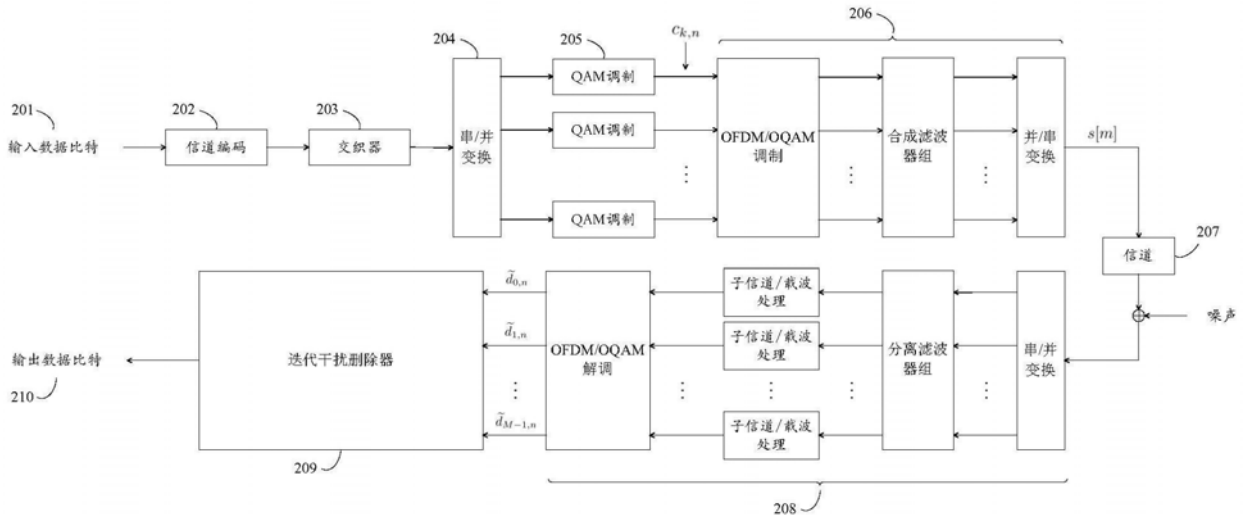 206
204
205
c_{k,n}
201
202
203
QAM调制
输入数据比特
信道编码
交织器
串/并
变换
QAM调制
OFDM/OQAM
调制
合成滤波
器组
并/串
变换
s[m]
⋮
⋮
⋮
QAM调制
207
信道
噪声
209
迭代干扰删除器
输出数据比特
210
d̃_{0,n}
d̃_{1,n}
⋮
d̃_{M−1,n}
OFDM/OQAM
解调
⋮
子信道/载波
处理
子信道/载波
处理
⋮
子信道/载波
处理
分离滤波
器组
⋮
串/并
变换
208